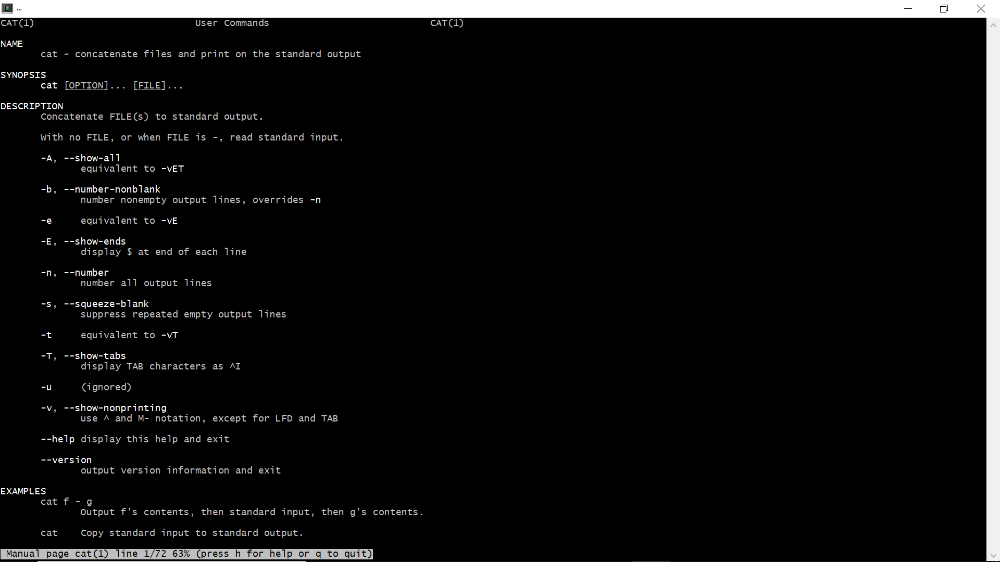 ~
CAT(1)                            User Commands                            CAT(1)
NAME
       cat - concatenate files and print on the standard output
SYNOPSIS
       cat [OPTION]... [FILE]...
DESCRIPTION
       Concatenate FILE(s) to standard output.
       With no FILE, or when FILE is -, read standard input.
       -A, --show-all
              equivalent to -vET
       -b, --number-nonblank
              number nonempty output lines, overrides -n
       -e     equivalent to -vE
       -E, --show-ends
              display $ at end of each line
       -n, --number
              number all output lines
       -s, --squeeze-blank
              suppress repeated empty output lines
       -t     equivalent to -vT
       -T, --show-tabs
              display TAB characters as ^I
       -u     (ignored)
       -v, --show-nonprinting
              use ^ and M- notation, except for LFD and TAB
       --help display this help and exit
       --version
              output version information and exit
EXAMPLES
       cat f - g
              Output f's contents, then standard input, then g's contents.
       cat    Copy standard input to standard output.
 Manual page cat(1) line 1/72 63% (press h for help or q to quit)